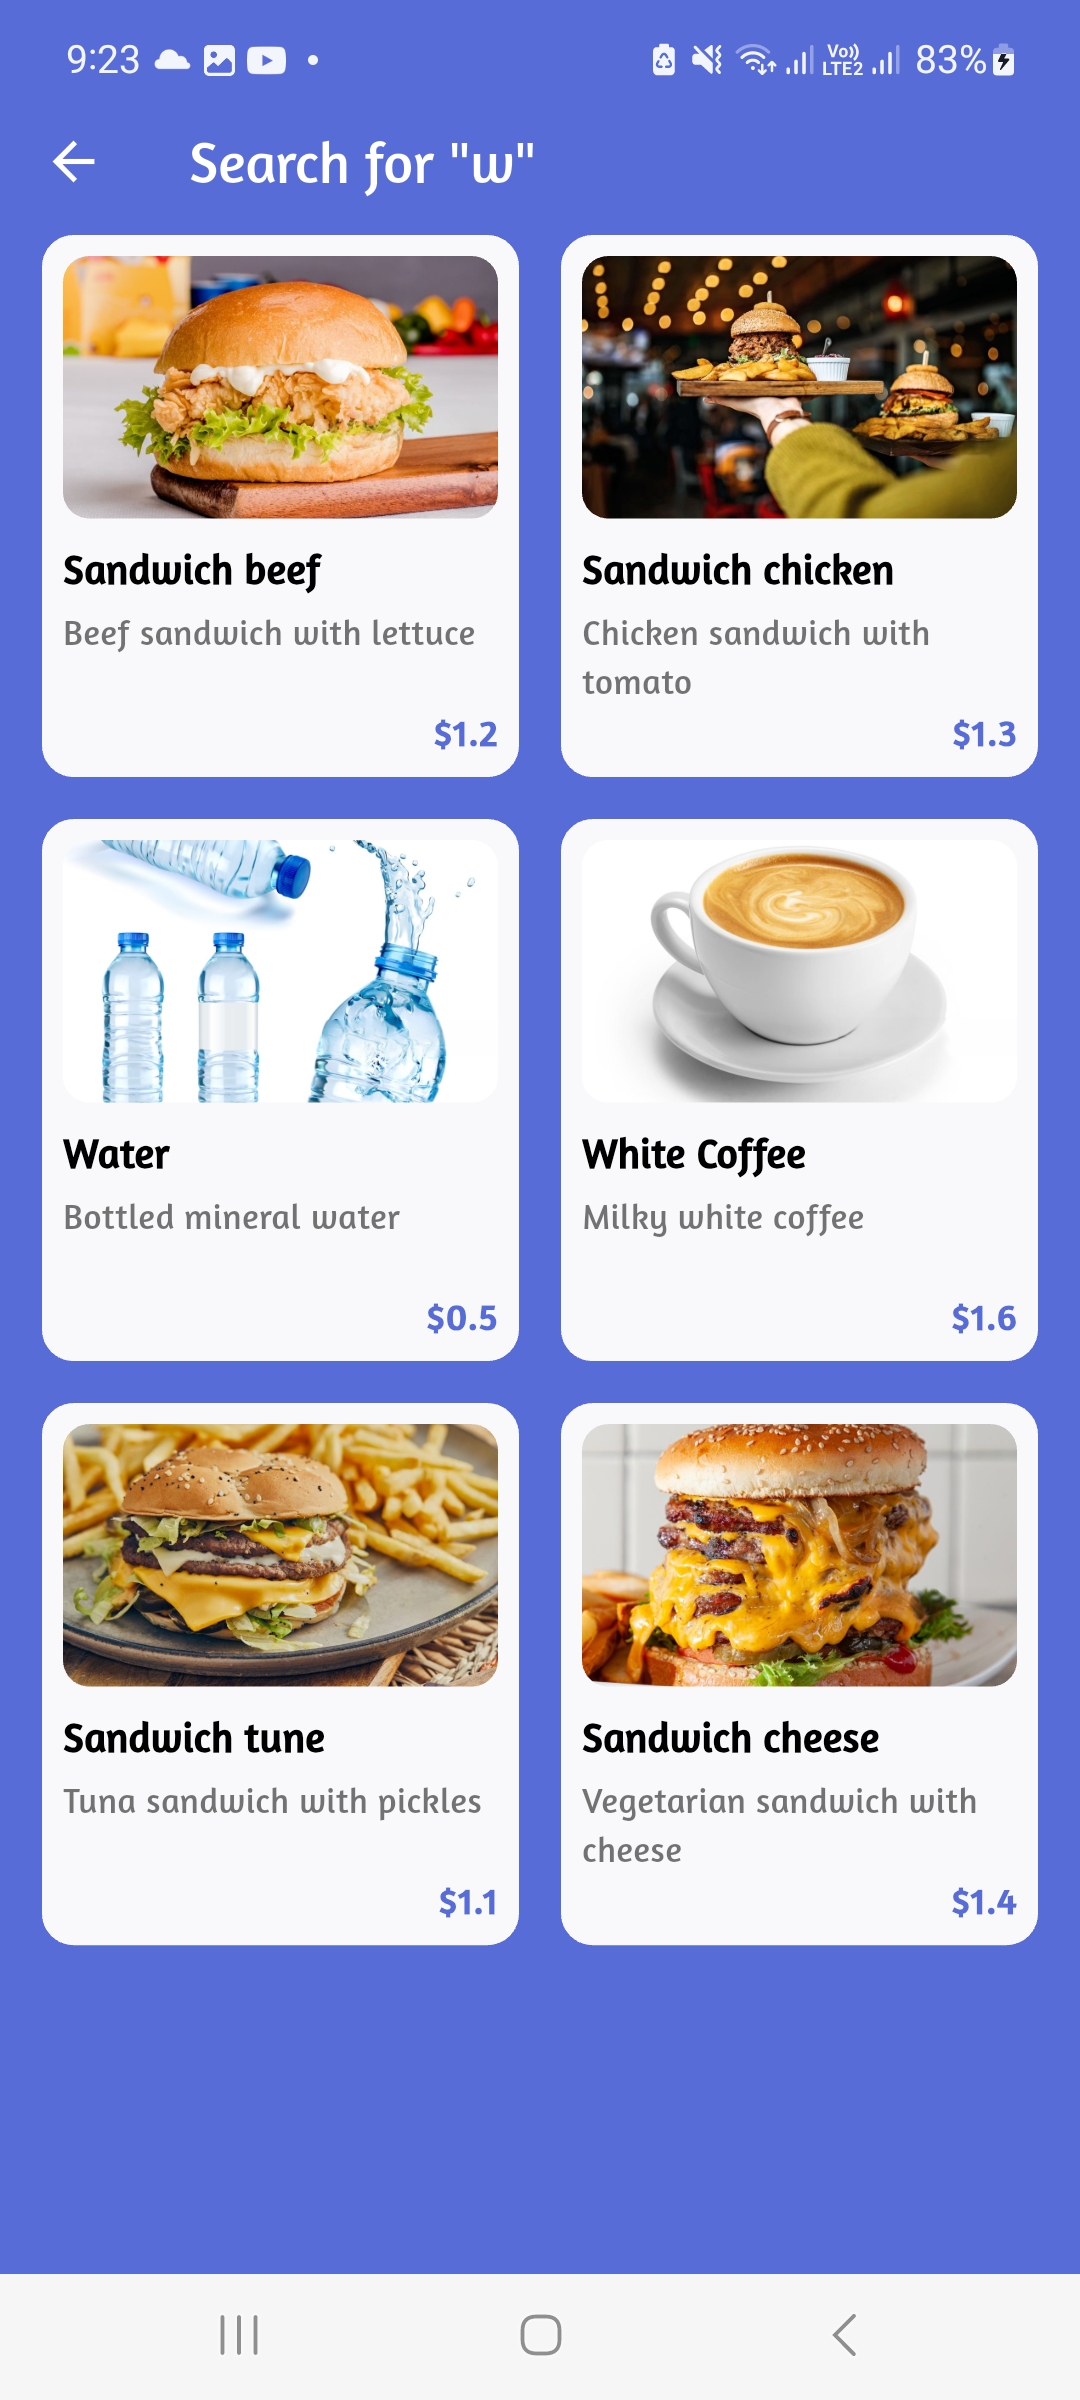 9:23
Vo)) LTE2
83%
Search for "w"
Sandwich beef
Beef sandwich with lettuce
$1.2
Sandwich chicken
Chicken sandwich with
tomato
$1.3
Water
Bottled mineral water
$0.5
White Coffee
Milky white coffee
$1.6
Sandwich tune
Tuna sandwich with pickles
$1.1
Sandwich cheese
Vegetarian sandwich with
cheese
$1.4